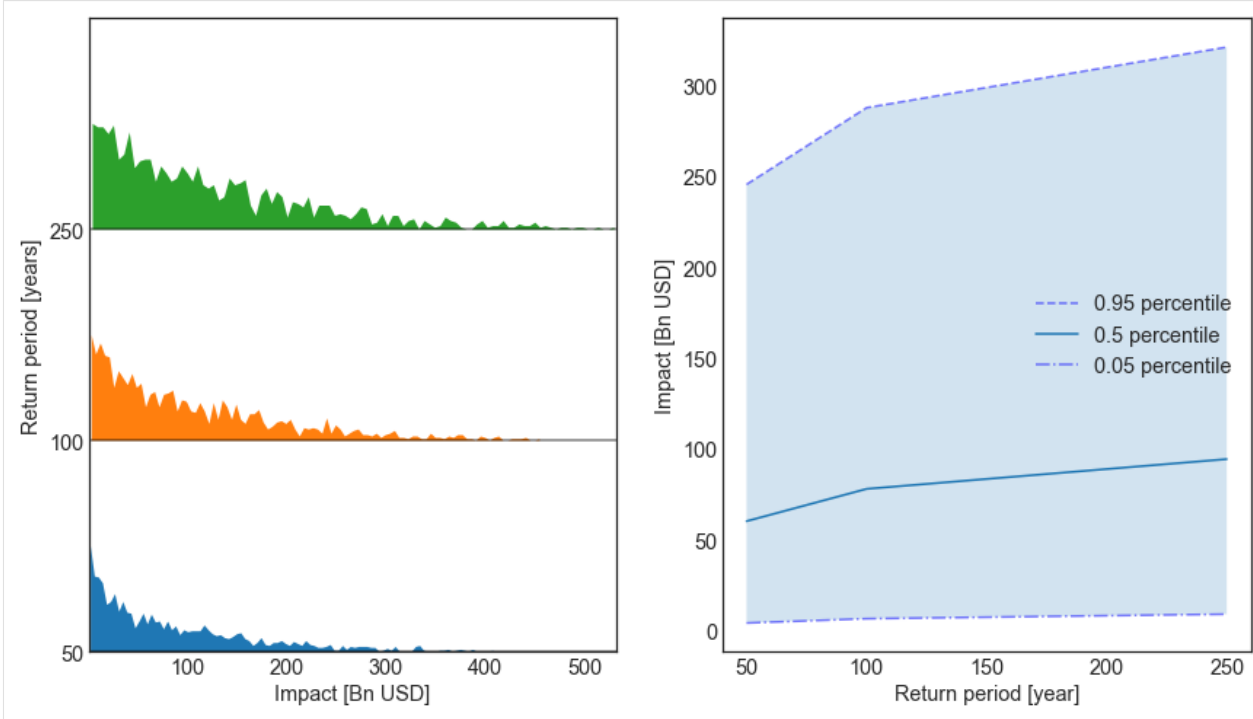 Return period [years]
250
100
50
100
200
300
400
500
Impact [Bn USD]
Impact [Bn USD]
300
250
200
150
100
50
0
0.95 percentile
0.5 percentile
0.05 percentile
50
100
150
200
250
Return period [year]